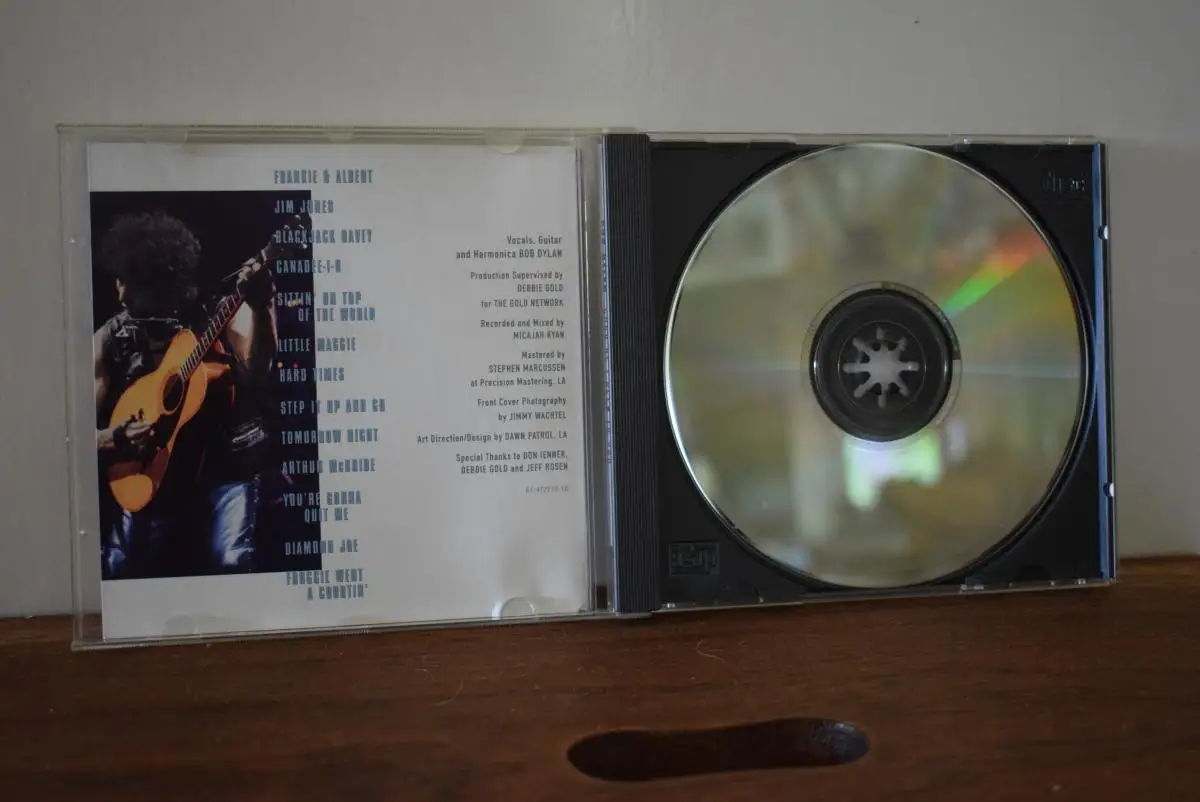 FRANKIE & ALBERT
JIM JONES
BLACKJACK DAVEY
CANADEE-I-O
SITTIN' ON TOP
OF THE WORLD
LITTLE MAGGIE
HARD TIMES
STEP IT UP AND GO
TOMORROW NIGHT
ARTHUR McBRIDE
YOU'RE GONNA
QUIT ME
DIAMOND JOE
FROGGIE WENT
A COURTIN'
Vocals, Guitar
and Harmonica BOB DYLAN
Production Supervised by
DEBBIE GOLD
for THE GOLD NETWORK
Recorded and Mixed by
MICAJAH RYAN
Mastered by
STEPHEN MARCUSSEN
at Precision Mastering, LA
Front Cover Photography
by JIMMY WACHTEL
Art Direction/Design by DAWN PATROL, LA
Special Thanks to DON IENNER,
DEBBIE GOLD and JEFF ROSEN
disc
disc